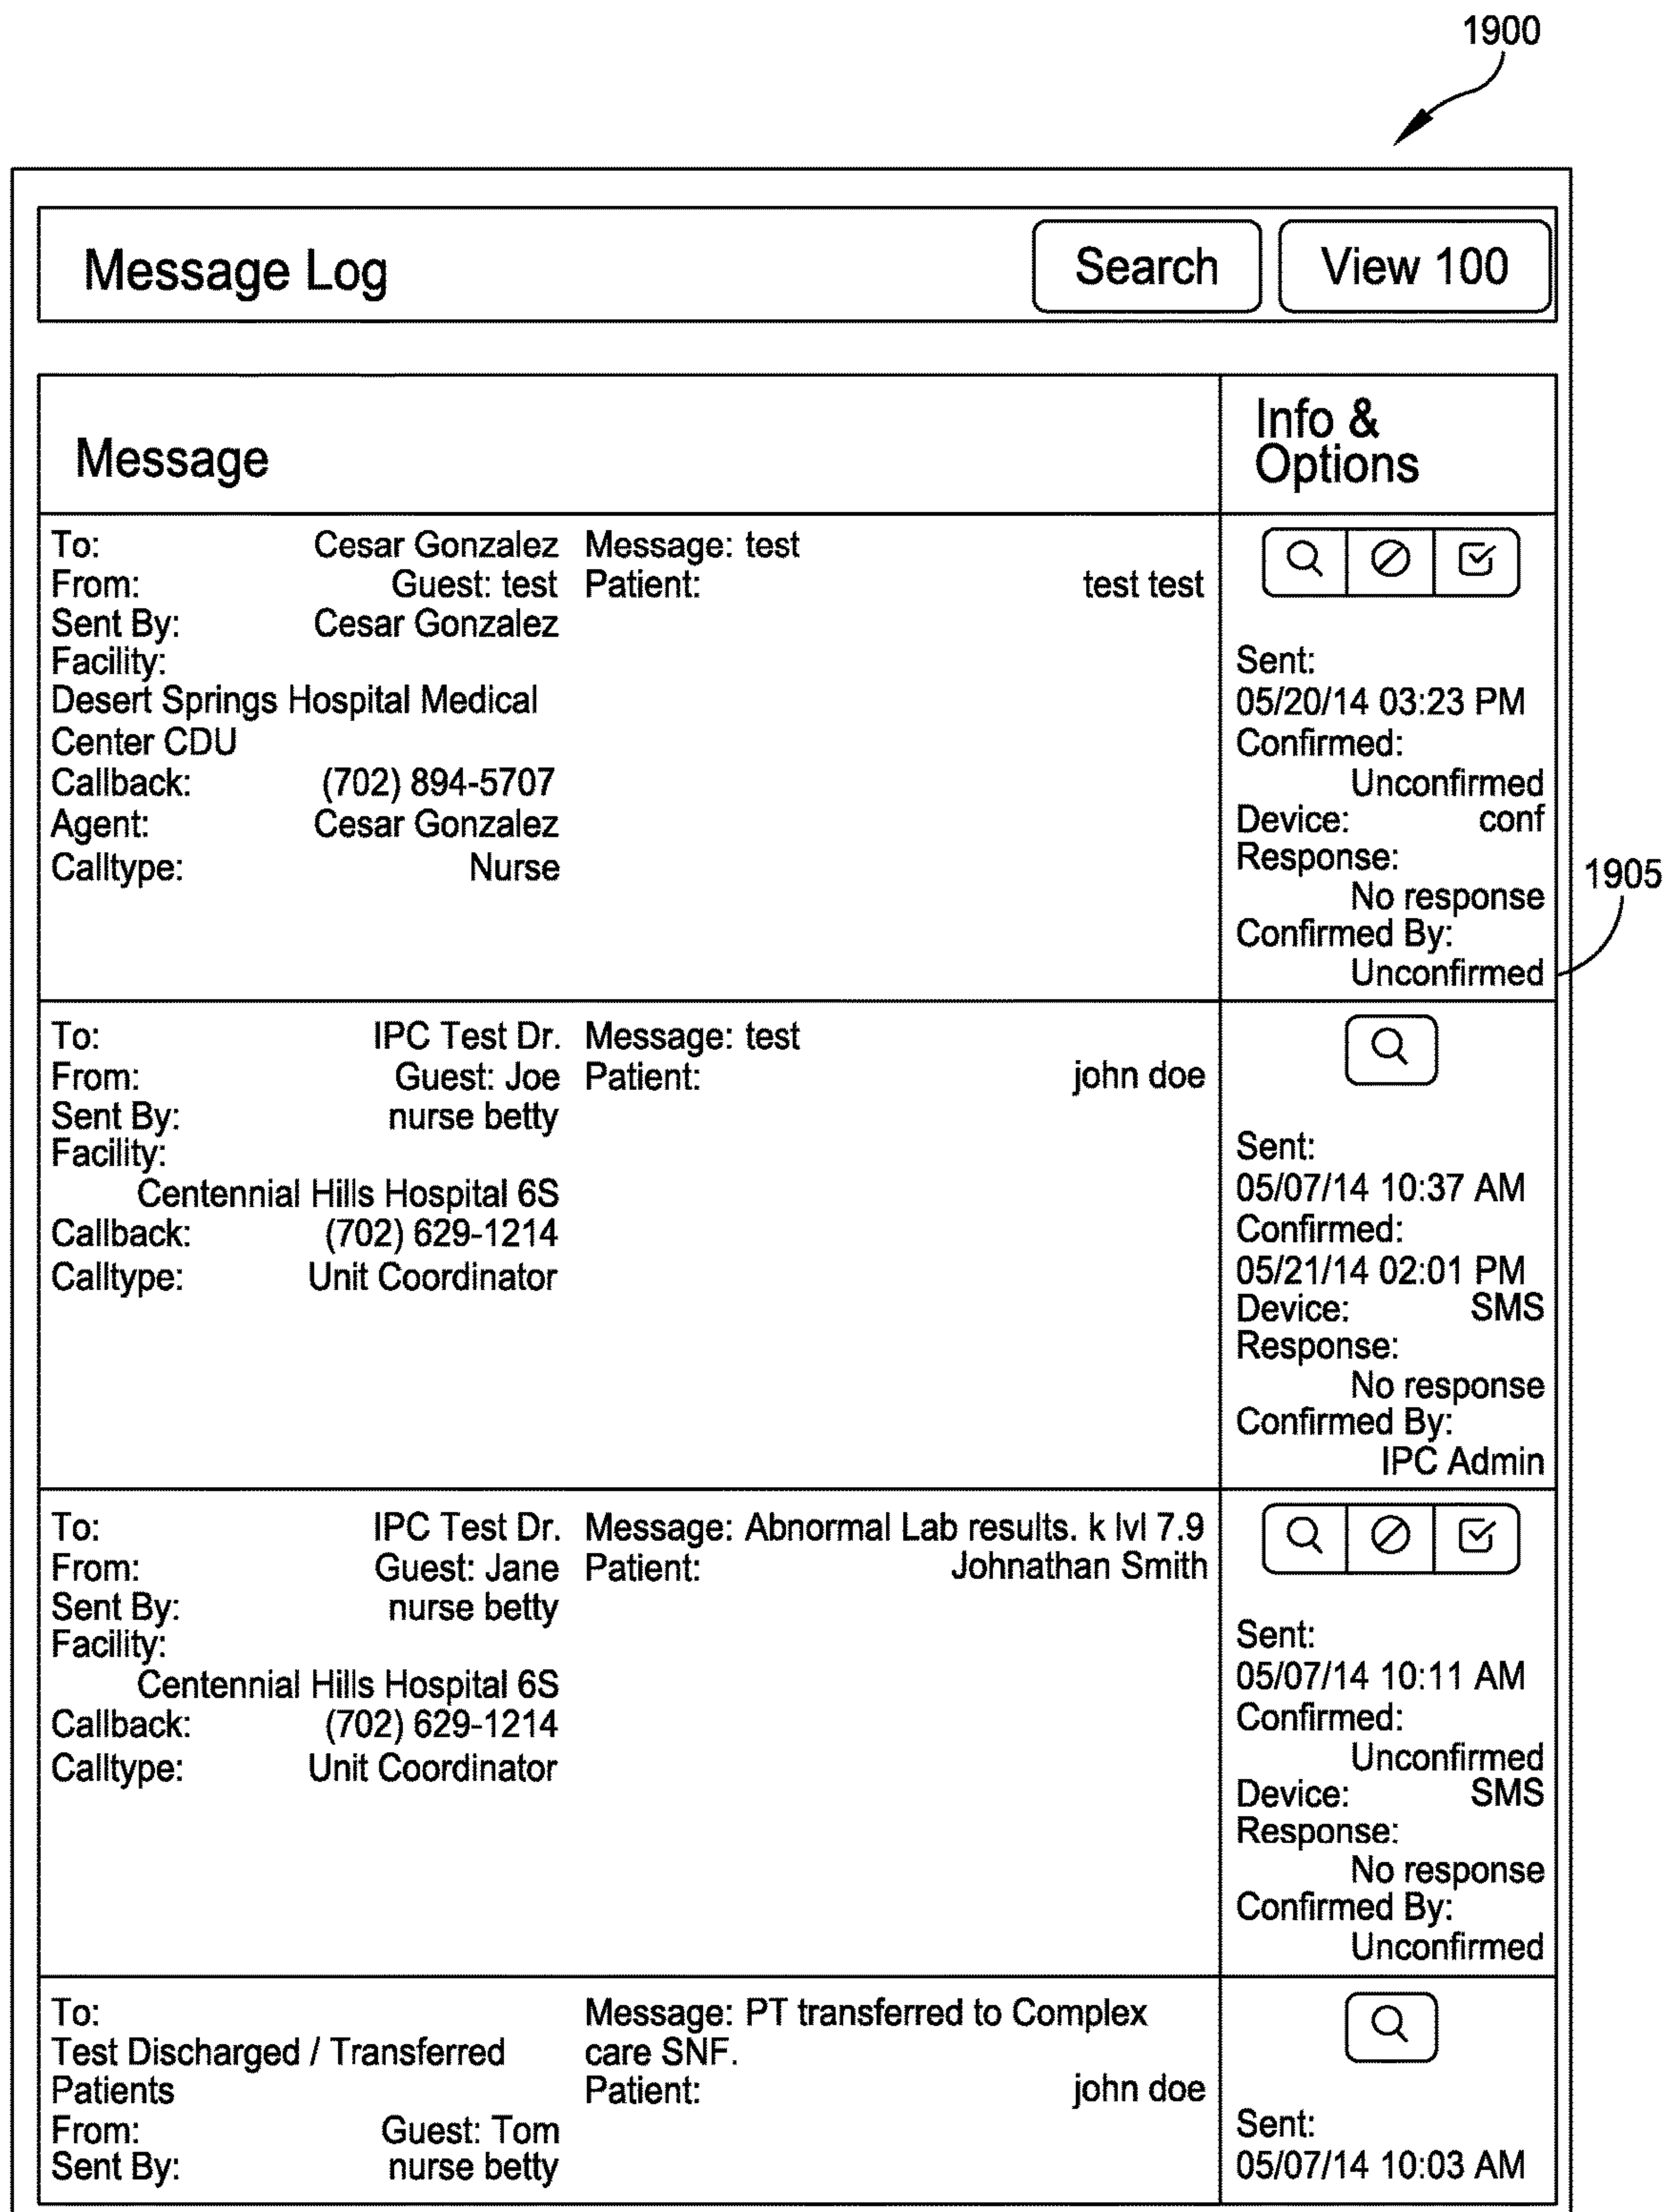 1900
Message Log
Search
View 100
Message
Info &
Options
To: Cesar Gonzalez
From: Guest: test
Sent By: Cesar Gonzalez
Facility:
Desert Springs Hospital Medical
Center CDU
Callback: (702) 894-5707
Agent: Cesar Gonzalez
Calltype: Nurse
Message: test
Patient: test test
Sent:
05/20/14 03:23 PM
Confirmed:
Unconfirmed
Device: conf
Response:
No response
Confirmed By:
Unconfirmed
1905
To: IPC Test Dr.
From: Guest: Joe
Sent By: nurse betty
Facility:
Centennial Hills Hospital 6S
Callback: (702) 629-1214
Calltype: Unit Coordinator
Message: test
Patient: john doe
Sent:
05/07/14 10:37 AM
Confirmed:
05/21/14 02:01 PM
Device: SMS
Response:
No response
Confirmed By:
IPC Admin
To: IPC Test Dr.
From: Guest: Jane
Sent By: nurse betty
Facility:
Centennial Hills Hospital 6S
Callback: (702) 629-1214
Calltype: Unit Coordinator
Message: Abnormal Lab results. k lvl 7.9
Patient: Johnathan Smith
Sent:
05/07/14 10:11 AM
Confirmed:
Unconfirmed
Device: SMS
Response:
No response
Confirmed By:
Unconfirmed
To:
Test Discharged / Transferred
Patients
From: Guest: Tom
Sent By: nurse betty
Message: PT transferred to Complex
care SNF.
Patient: john doe
Sent:
05/07/14 10:03 AM